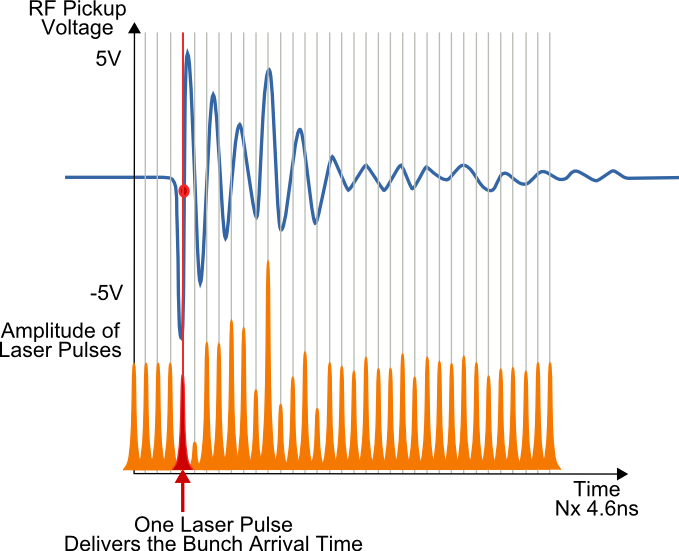 RF Pickup
Voltage
5V
-5V
Amplitude of
Laser Pulses
Time
Nx 4.6ns
One Laser Pulse
Delivers the Bunch Arrival Time